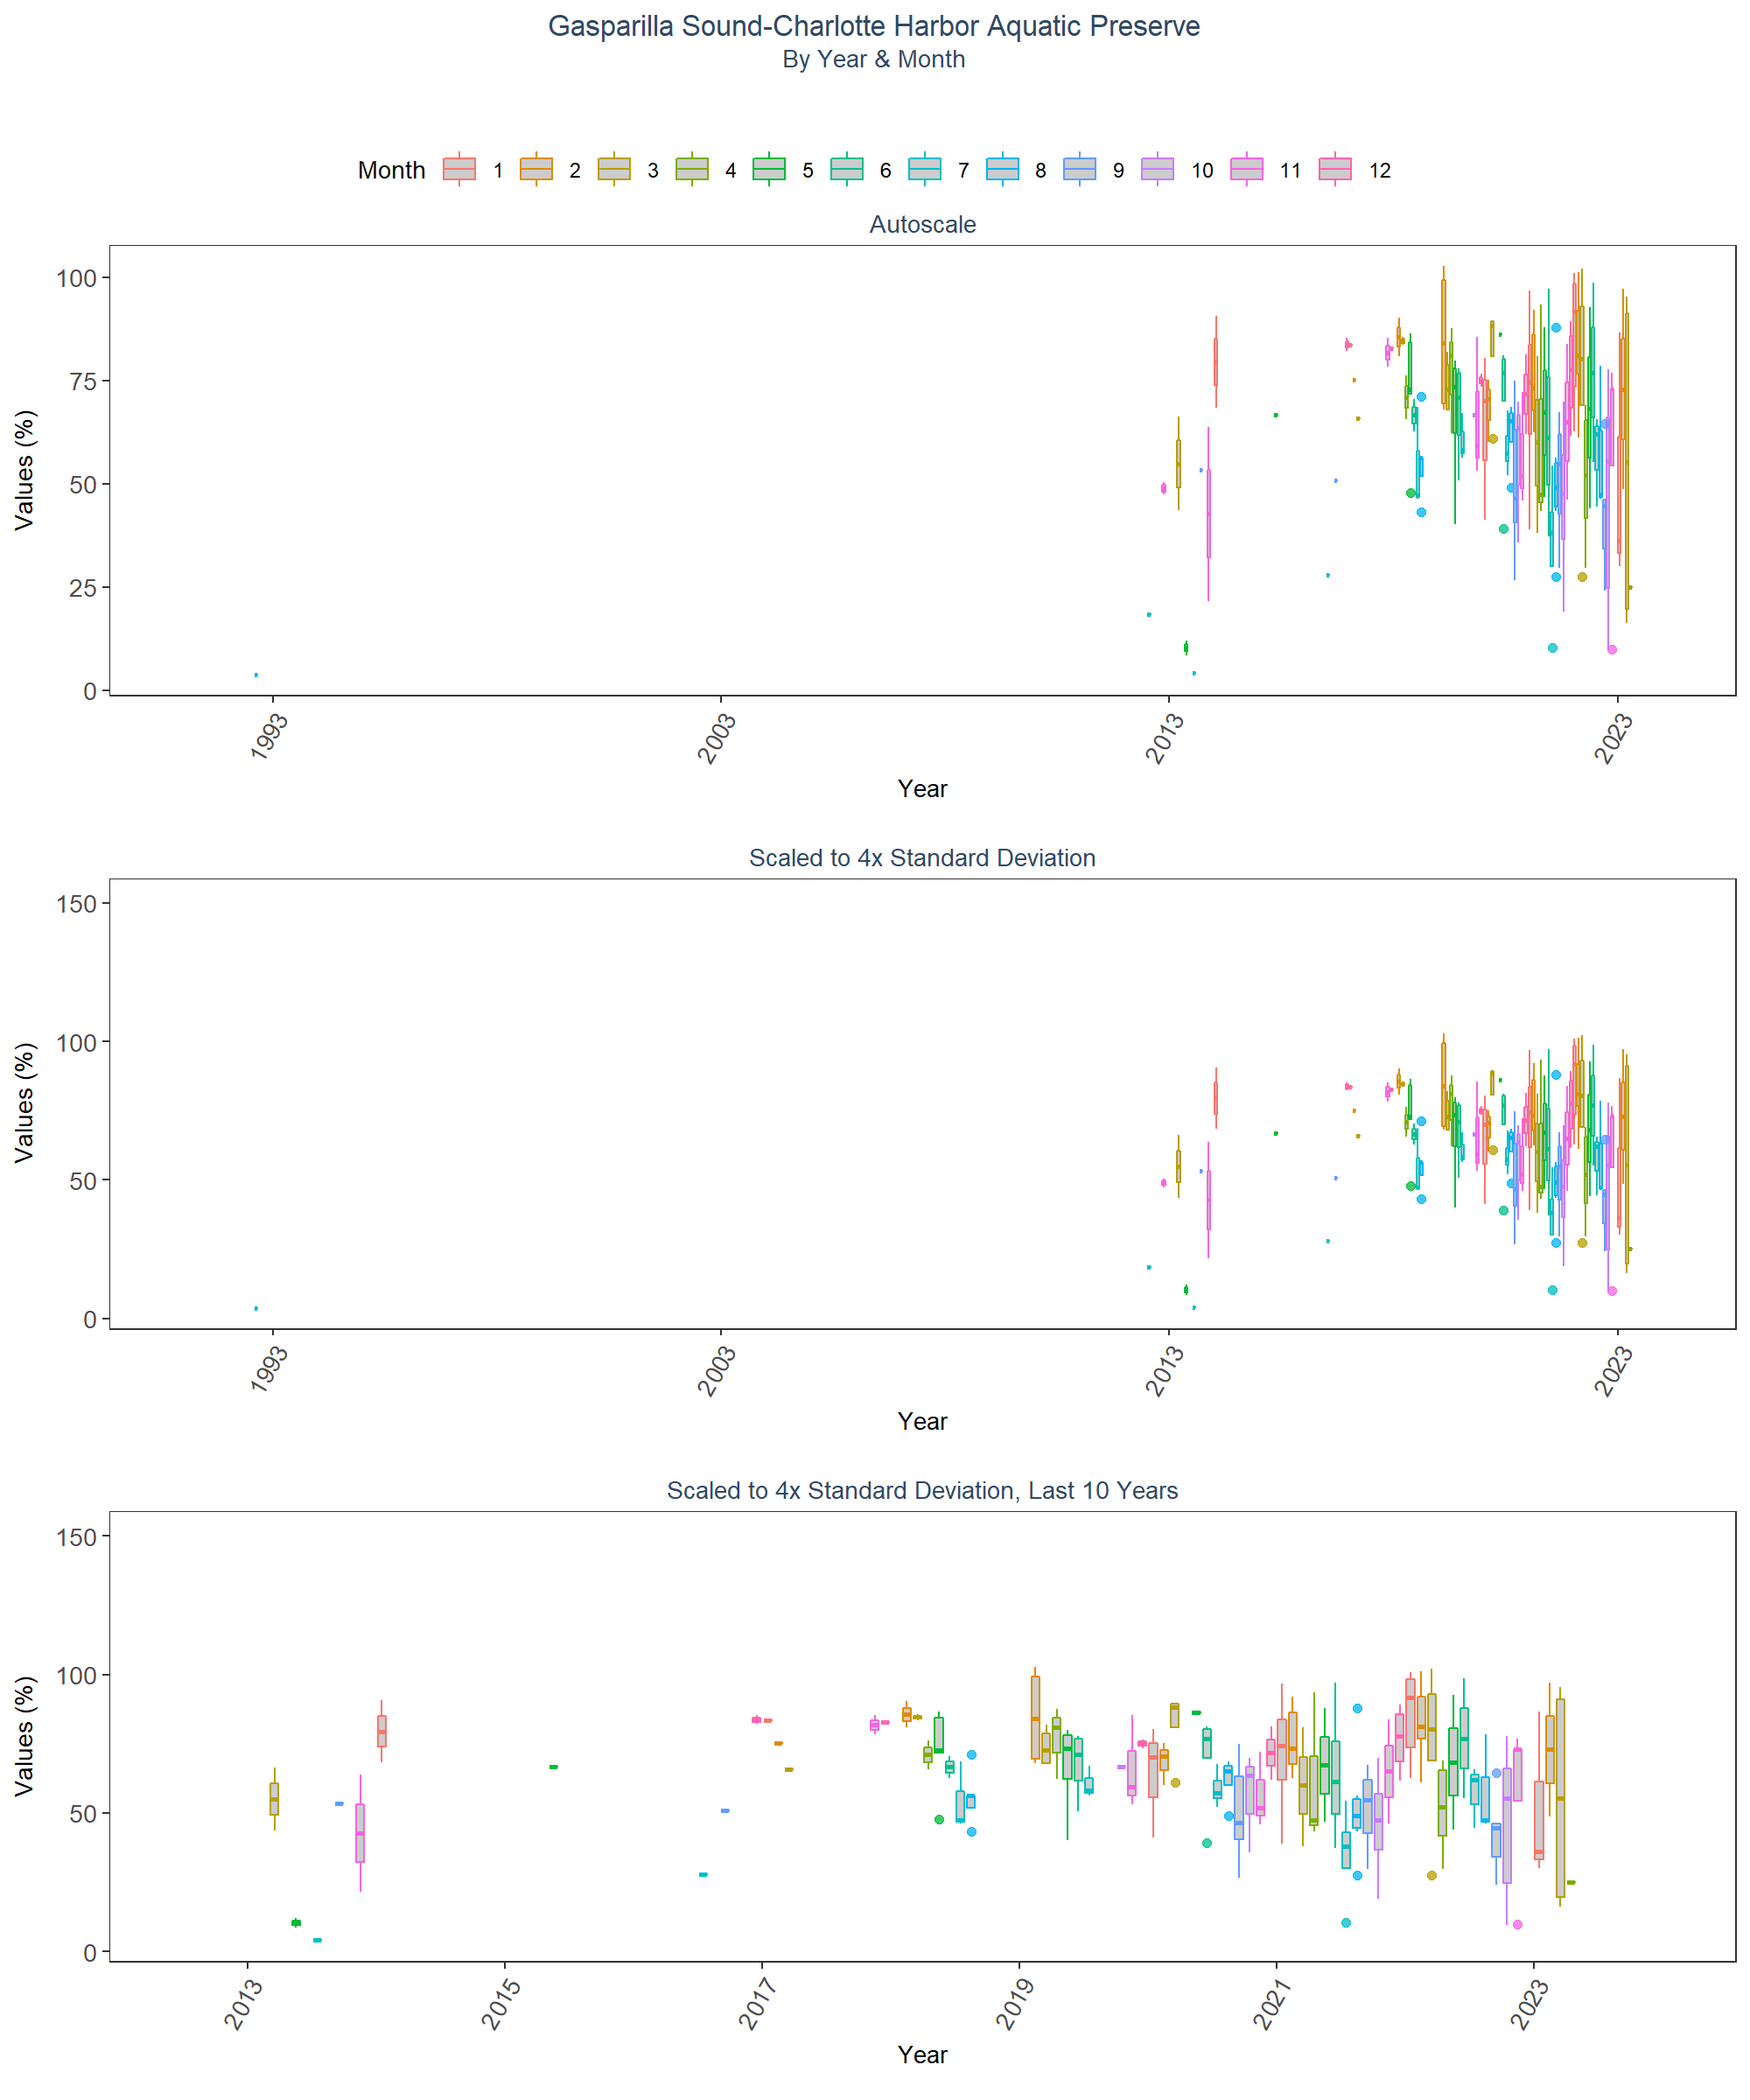 Gasparilla Sound-Charlotte Harbor Aquatic Preserve
By Year & Month
Month 1 2 3 4 5 6 7 8 9 10 11 12
Autoscale
100
75
50
25
0
Values (%)
1993 2003 2013 2023
Year
Scaled to 4x Standard Deviation
150
100
50
0
Values (%)
1993 2003 2013 2023
Year
Scaled to 4x Standard Deviation, Last 10 Years
150
100
50
0
Values (%)
2013 2015 2017 2019 2021 2023
Year